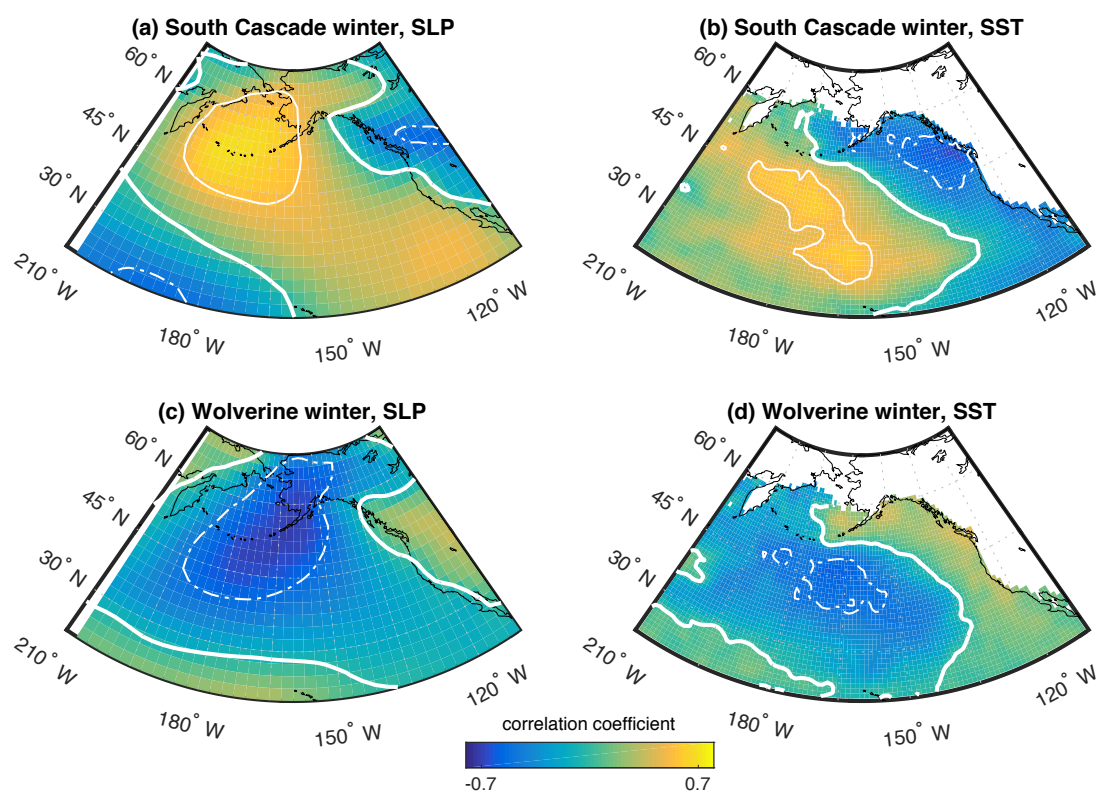 (a) South Cascade winter, SLP
60° N
45° N
30° N
210° W
180° W
150° W
120° W
(b) South Cascade winter, SST
60° N
45° N
30° N
210° W
180° W
150° W
120° W
(c) Wolverine winter, SLP
60° N
45° N
30° N
210° W
180° W
150° W
120° W
(d) Wolverine winter, SST
60° N
45° N
30° N
210° W
180° W
150° W
120° W
correlation coefficient
-0.7 0.7